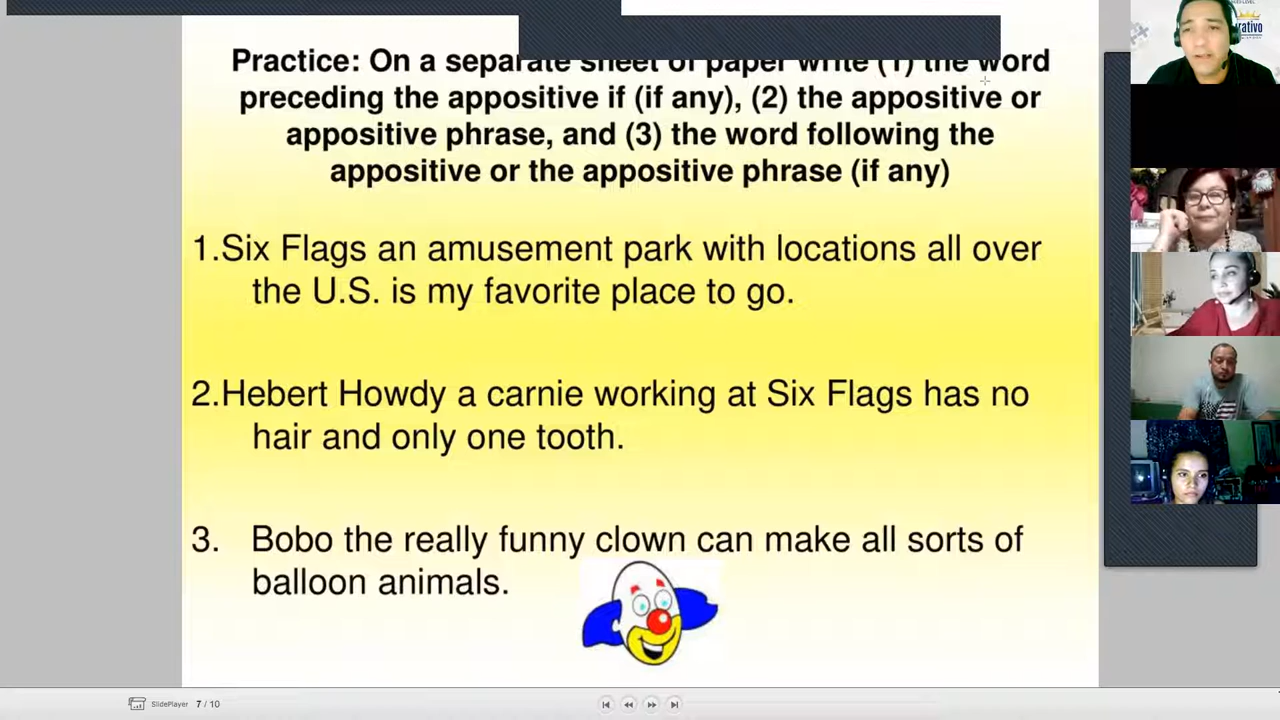 Practice: On a separate sheet of paper write (1) the word
preceding the appositive if (if any), (2) the appositive or
appositive phrase, and (3) the word following the
appositive or the appositive phrase (if any)
1.Six Flags an amusement park with locations all over
the U.S. is my favorite place to go.
2.Hebert Howdy a carnie working at Six Flags has no
hair and only one tooth.
3. Bobo the really funny clown can make all sorts of
balloon animals.
SlidePlayer 7 / 10